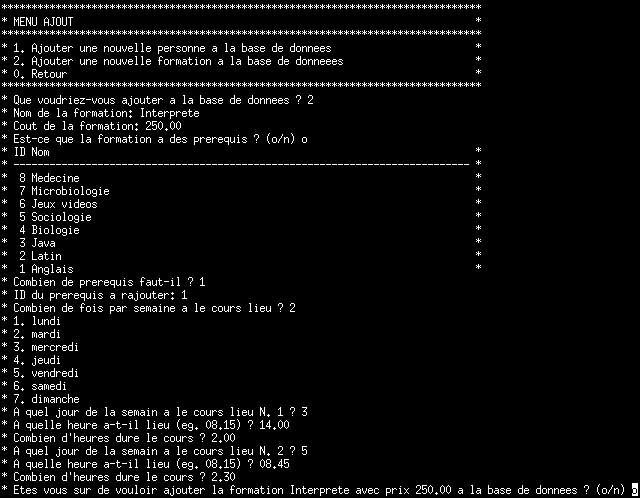 ********************************************************************************
* MENU AJOUT *
********************************************************************************
* 1. Ajouter une nouvelle personne a la base de donnees *
* 2. Ajouter une nouvelle formation a la base de donneees *
* 0. Retour *
********************************************************************************
* Que voudriez-vous ajouter a la base de donnees ? 2
* Nom de la formation: Interprete
* Cout de la formation: 250.00
* Est-ce que la formation a des prerequis ? (o/n) o
* ID Nom *
* ---------------------------------------------------------------------------- *
* 8 Medecine *
* 7 Microbiologie *
* 6 Jeux videos *
* 5 Sociologie *
* 4 Biologie *
* 3 Java *
* 2 Latin *
* 1 Anglais *
* Combien de prerequis faut-il ? 1
* ID du prerequis a rajouter: 1
* Combien de fois par semaine a le cours lieu ? 2
* 1. lundi
* 2. mardi
* 3. mercredi
* 4. jeudi
* 5. vendredi
* 6. samedi
* 7. dimanche
* A quel jour de la semain a le cours lieu N. 1 ? 3
* A quelle heure a-t-il lieu (eg. 08.15) ? 14.00
* Combien d'heures dure le cours ? 2.00
* A quel jour de la semain a le cours lieu N. 2 ? 5
* A quelle heure a-t-il lieu (eg. 08.15) ? 08.45
* Combien d'heures dure le cours ? 2.30
* Etes vous sur de vouloir ajouter la formation Interprete avec prix 250.00 a la base de donnees ? (o/n) o